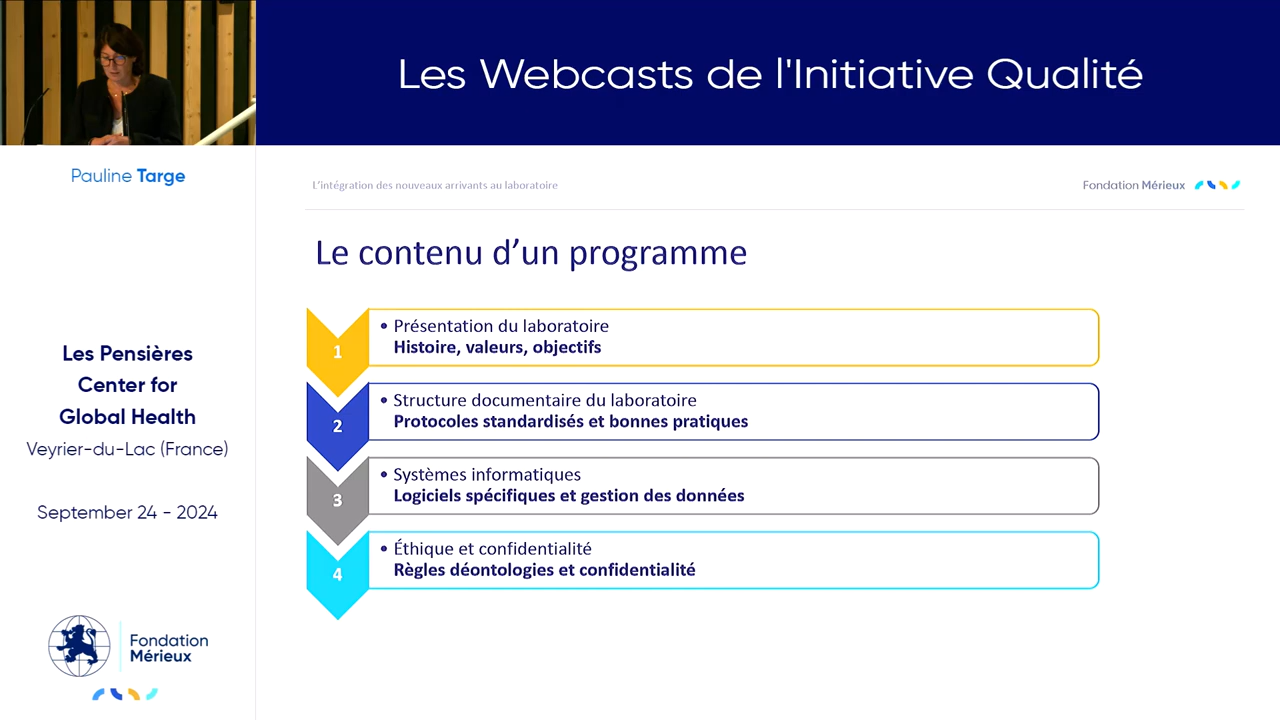 Les Webcasts de l'Initiative Qualité
Pauline Targe
L'intégration des nouveaux arrivants au laboratoire
Fondation Mérieux
Le contenu d'un programme
1
• Présentation du laboratoire
Histoire, valeurs, objectifs
2
• Structure documentaire du laboratoire
Protocoles standardisés et bonnes pratiques
3
• Systèmes informatiques
Logiciels spécifiques et gestion des données
4
• Éthique et confidentialité
Règles déontologies et confidentialité
Les Pensières
Center for
Global Health
Veyrier-du-Lac (France)
September 24 - 2024
Fondation
Mérieux